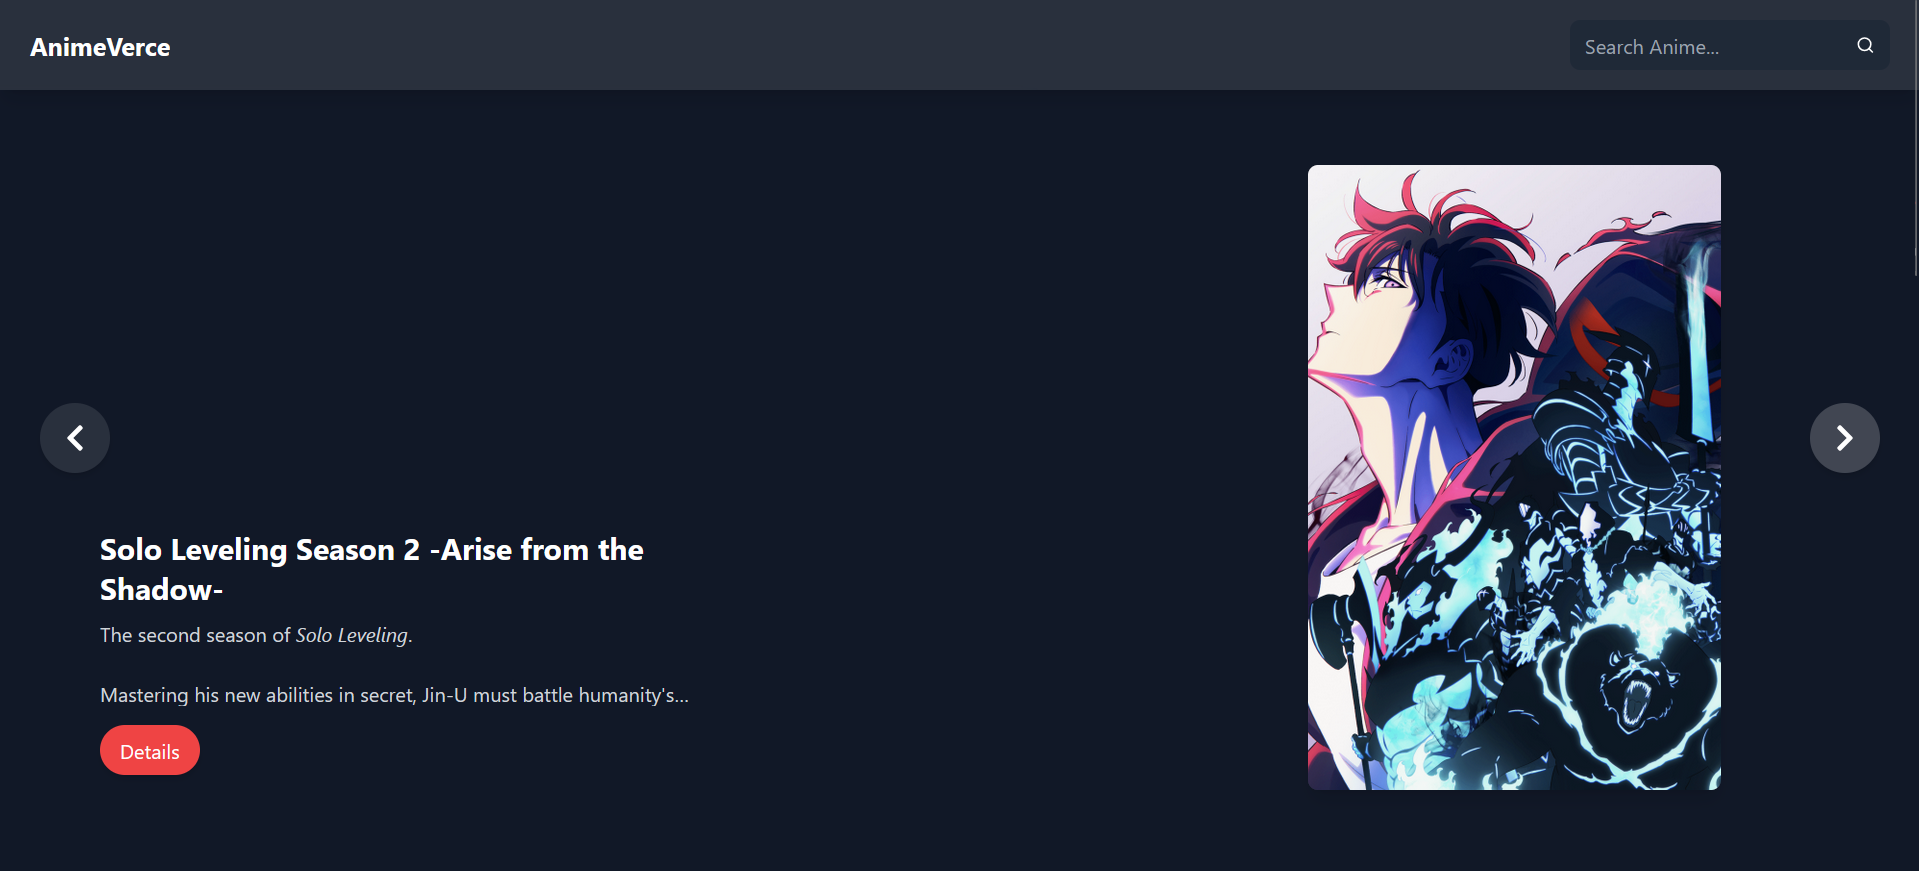 AnimeVerce
Search Anime...
Solo Leveling Season 2 -Arise from the
Shadow-
The second season of Solo Leveling.
Mastering his new abilities in secret, Jin-U must battle humanity's...
Details